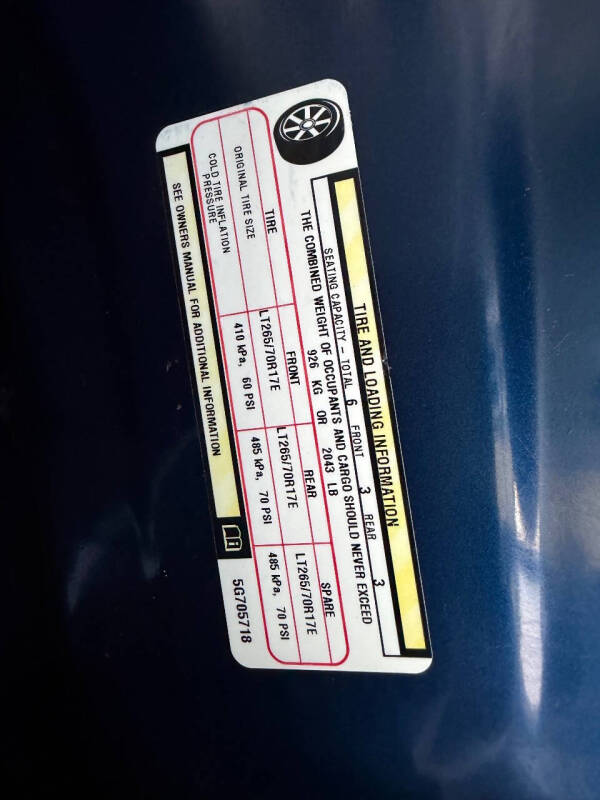 TIRE AND LOADING INFORMATION
SEATING CAPACITY – TOTAL 6 FRONT 3 REAR 3
THE COMBINED WEIGHT OF OCCUPANTS AND CARGO SHOULD NEVER EXCEED
926 KG OR 2043 LB
TIRE FRONT REAR SPARE
ORIGINAL TIRE SIZE LT265/70R17E LT265/70R17E LT265/70R17E
COLD TIRE INFLATION PRESSURE 410 kPa, 60 PSI 485 kPa, 70 PSI 485 kPa, 70 PSI
SEE OWNERS MANUAL FOR ADDITIONAL INFORMATION
5G705718